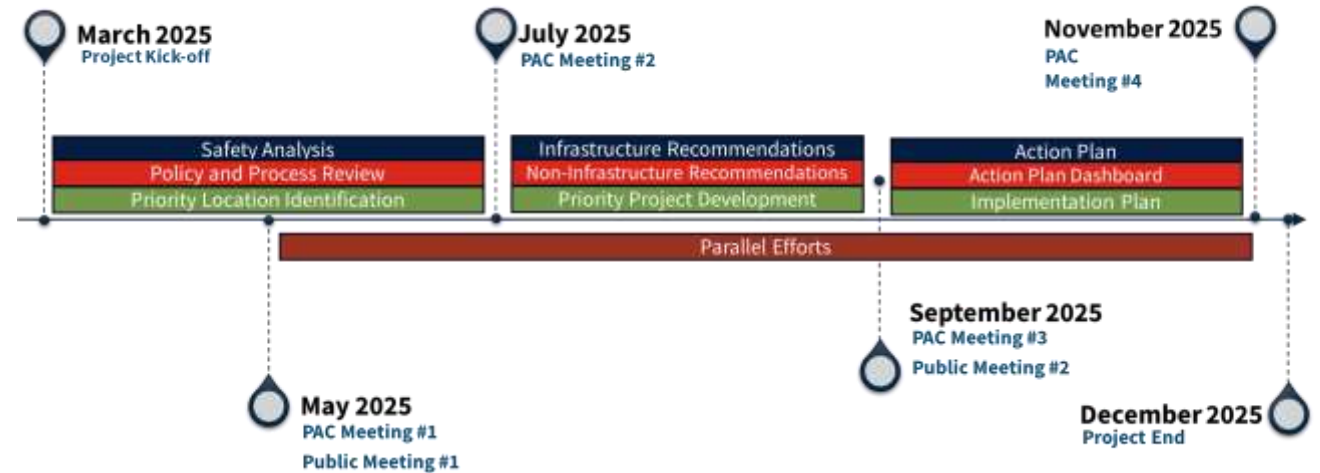 March 2025
Project Kick-off
July 2025
PAC Meeting #2
November 2025
PAC
Meeting #4
Safety Analysis
Policy and Process Review
Priority Location Identification
Infrastructure Recommendations
Non-Infrastructure Recommendations
Priority Project Development
Action Plan
Action Plan Dashboard
Implementation Plan
Parallel Efforts
May 2025
PAC Meeting #1
Public Meeting #1
September 2025
PAC Meeting #3
Public Meeting #2
December 2025
Project End